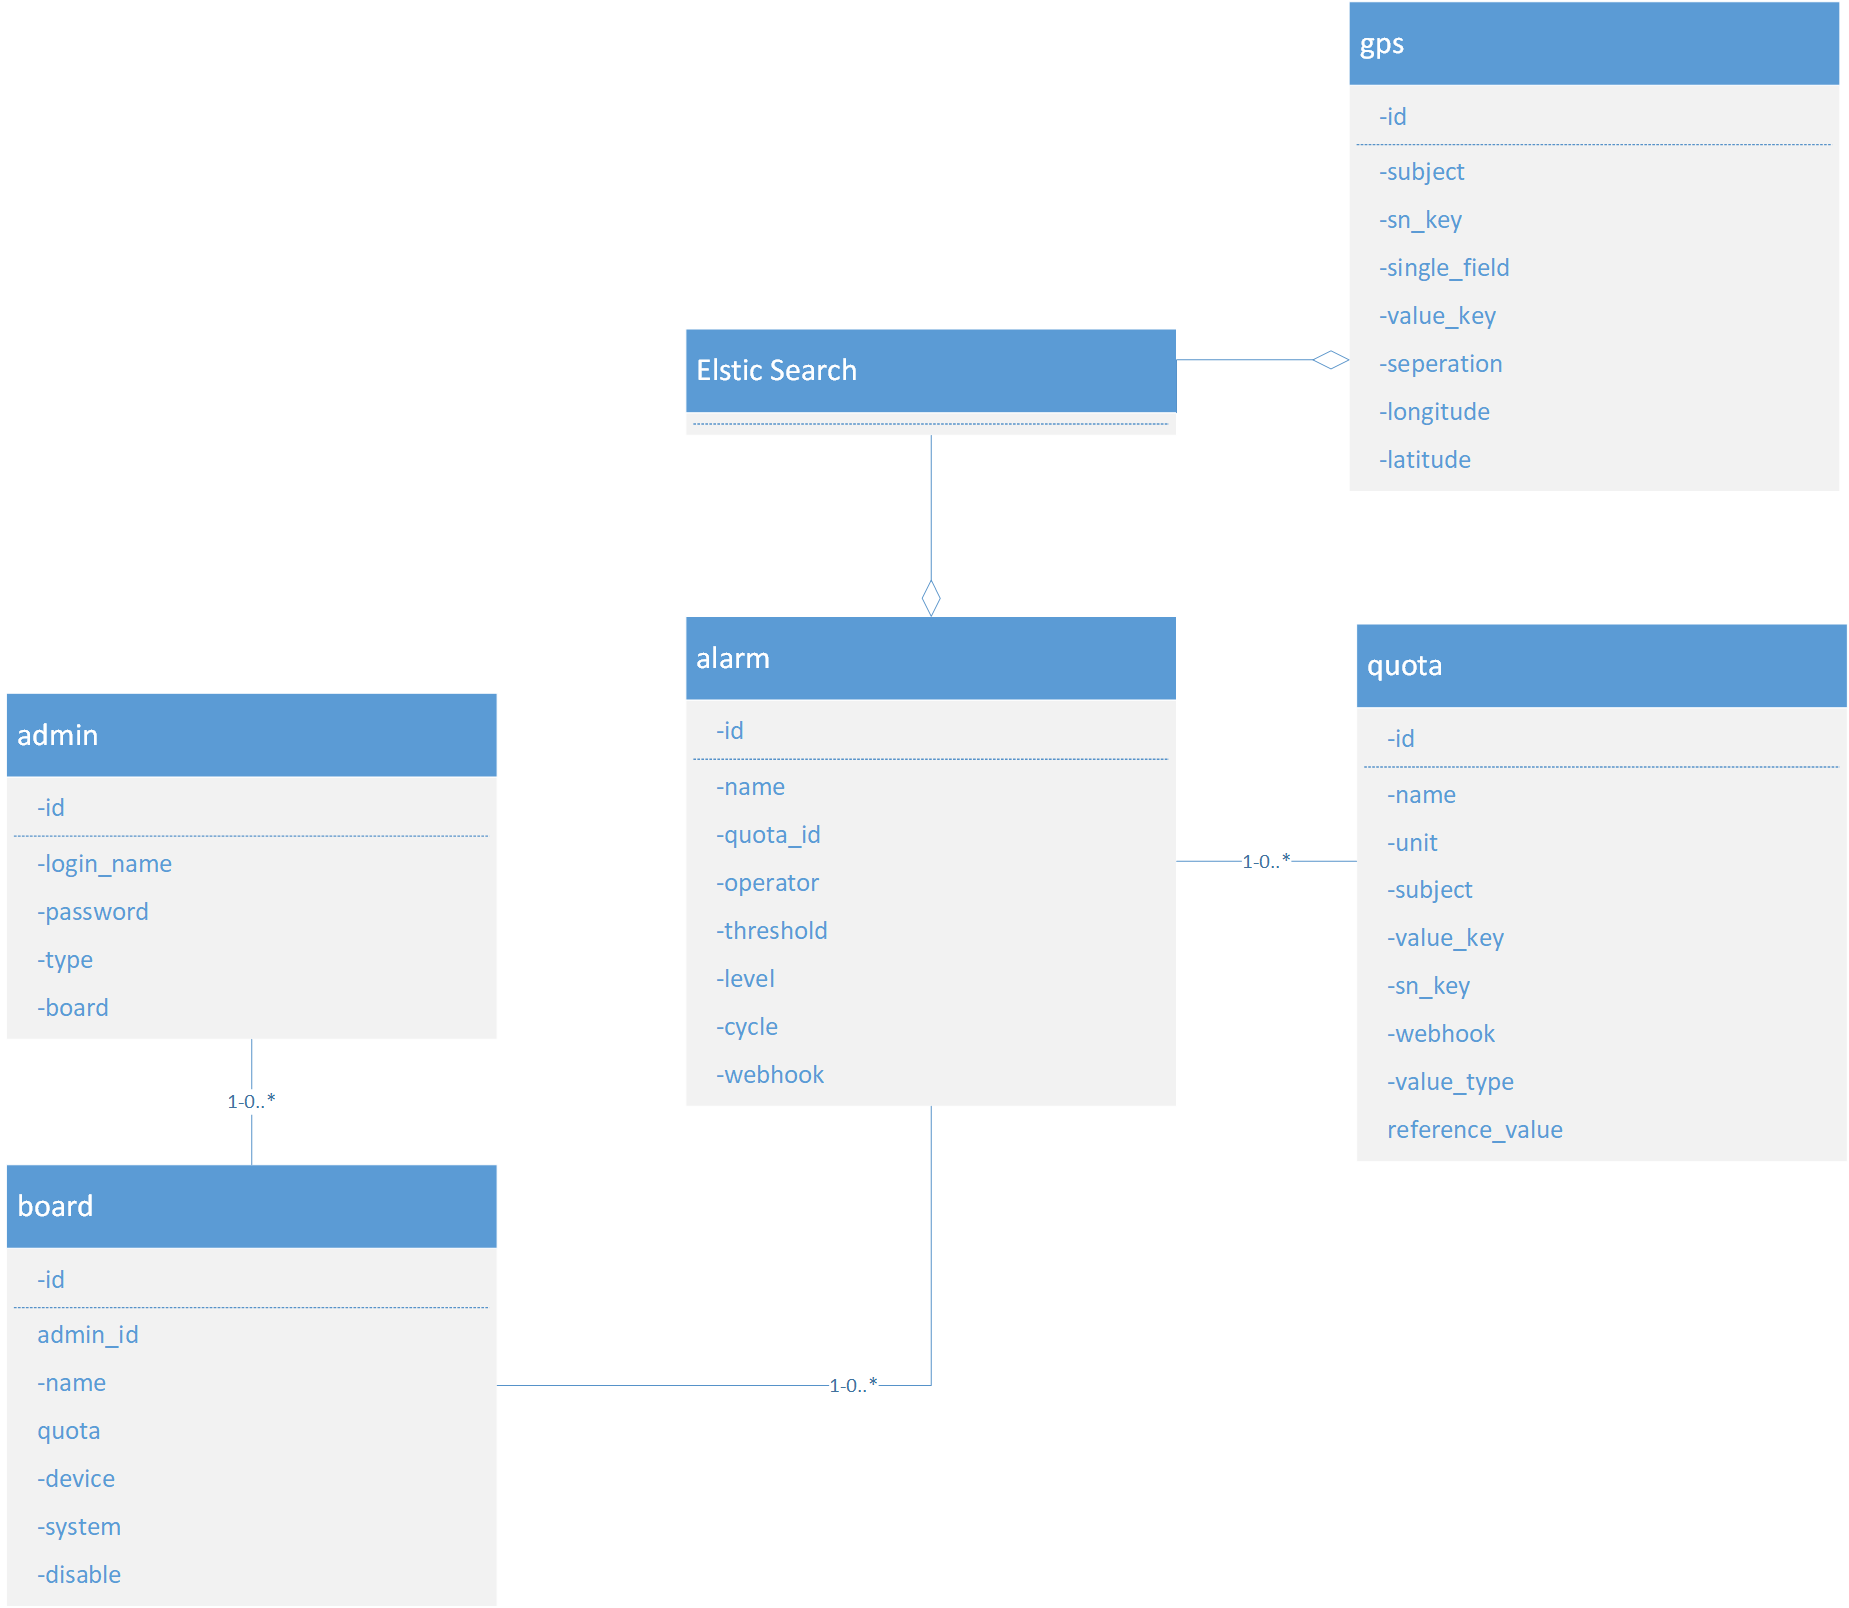 gps
-id
-subject
-sn_key
-single_field
-value_key
-seperation
-longitude
-latitude
Elstic Search
alarm
-id
-name
-quota_id
-operator
-threshold
-level
-cycle
-webhook
1-0..*
quota
-id
-name
-unit
-subject
-value_key
-sn_key
-webhook
-value_type
reference_value
admin
-id
-login_name
-password
-type
-board
1-0..*
board
-id
admin_id
-name
quota
-device
-system
-disable
1-0..*